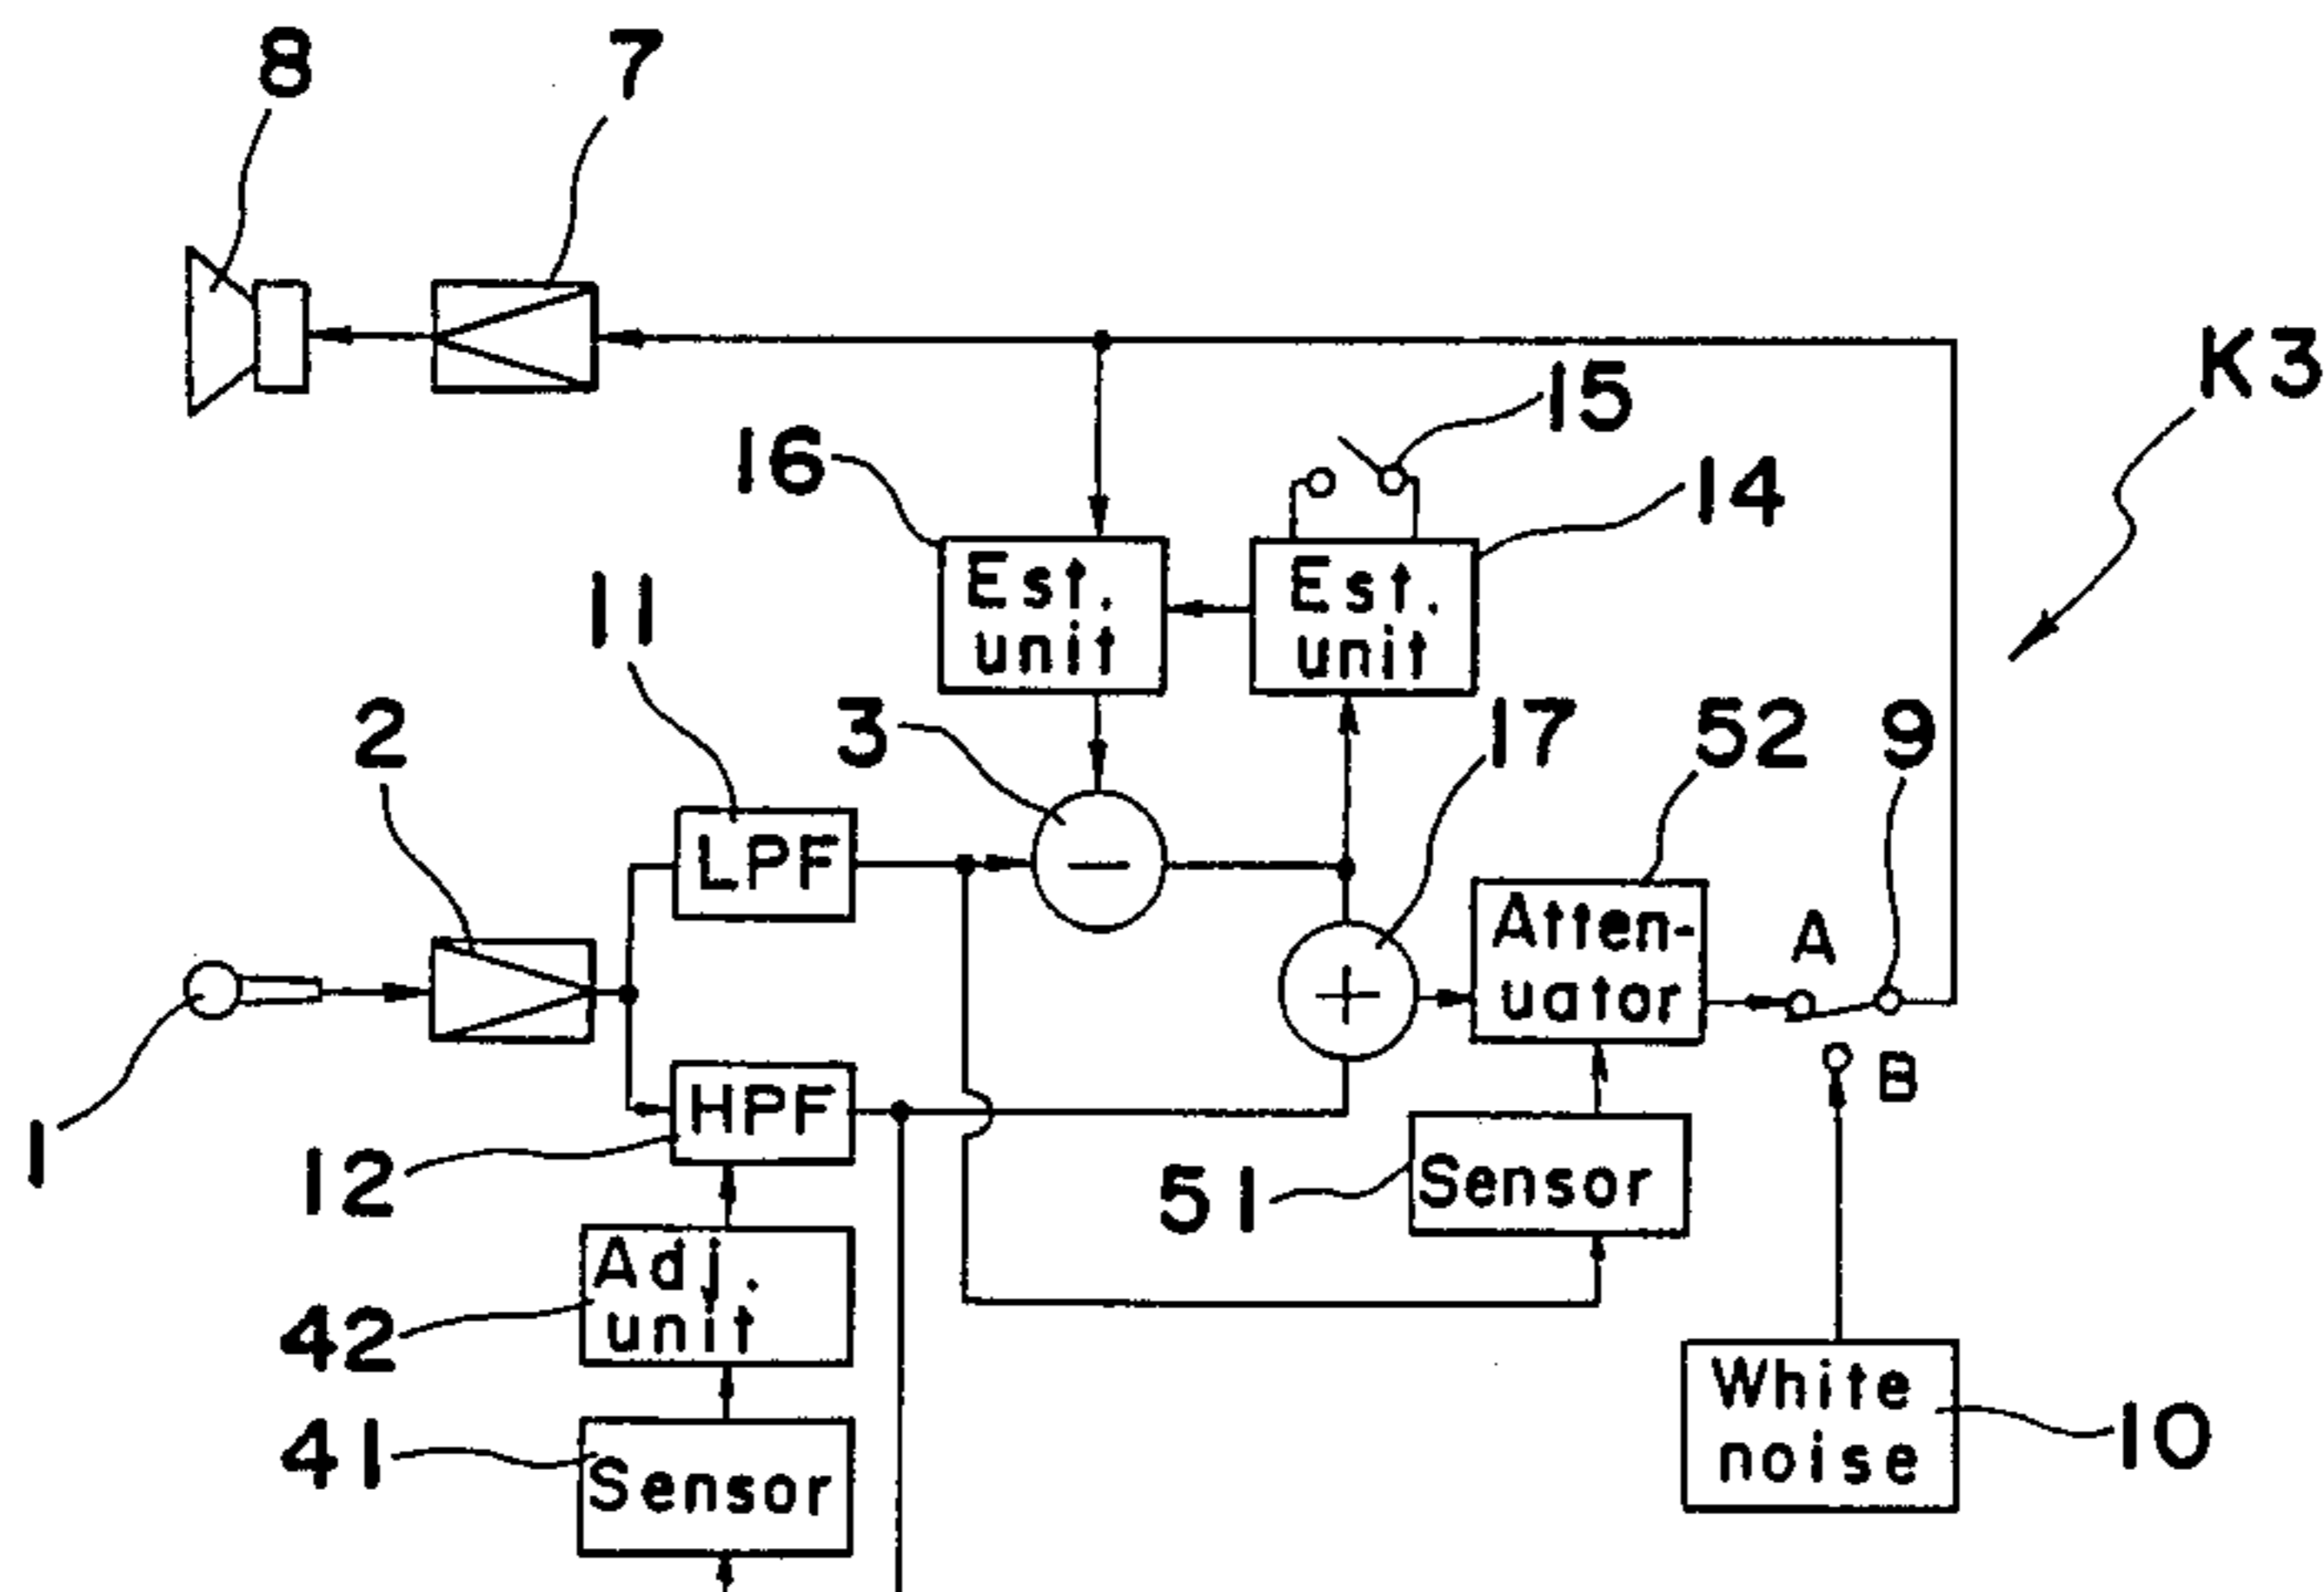 8
7
K3
15
16
14
Est.
unit
Est.
unit
11
2
3
17
52
9
LPF
−
Atten-
uator
A
+
B
1
HPF
12
51
Sensor
Adj.
unit
42
White
noise
10
41
Sensor